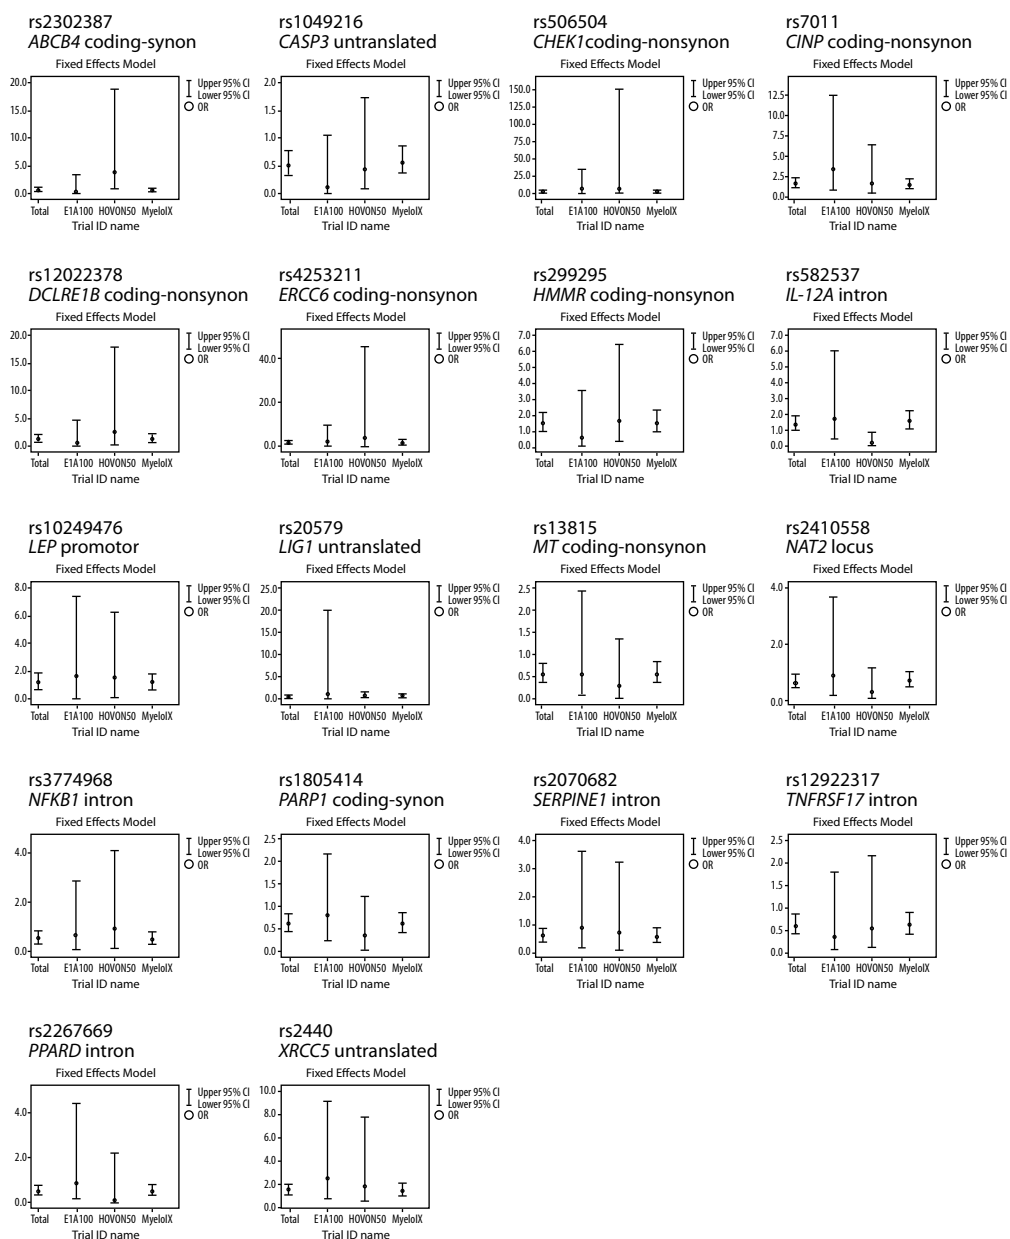 rs2302387
ABCB4 coding-synon
Fixed Effects Model
20.0
15.0
10.0
5.0
0.0
Total E1A100 HOVON50 MyeloIX
Trial ID name
Upper 95% CI
Lower 95% CI
OR
rs1049216
CASP3 untranslated
Fixed Effects Model
2.0
1.5
1.0
0.5
0.0
Total E1A100 HOVON50 MyeloIX
Trial ID name
Upper 95% CI
Lower 95% CI
OR
rs506504
CHEK1coding-nonsynon
Fixed Effects Model
150.0
125.0
100.0
75.0
50.0
25.0
0.0
Total E1A100 HOVON50 MyeloIX
Trial ID name
Upper 95% CI
Lower 95% CI
OR
rs7011
CINP coding-nonsynon
Fixed Effects Model
12.5
10.0
7.5
5.0
2.5
0.0
Total E1A100 HOVON50 MyeloIX
Trial ID name
Upper 95% CI
Lower 95% CI
OR
rs12022378
DCLRE1B coding-nonsynon
Fixed Effects Model
20.0
15.0
10.0
5.0
0.0
Total E1A100 HOVON50 MyeloIX
Trial ID name
Upper 95% CI
Lower 95% CI
OR
rs4253211
ERCC6 coding-nonsynon
Fixed Effects Model
40.0
20.0
0.0
Total E1A100 HOVON50 MyeloIX
Trial ID name
Upper 95% CI
Lower 95% CI
OR
rs299295
HMMR coding-nonsynon
Fixed Effects Model
7.0
6.0
5.0
4.0
3.0
2.0
1.0
0.0
Total E1A100 HOVON50 MyeloIX
Trial ID name
Upper 95% CI
Lower 95% CI
OR
rs582537
IL-12A intron
Fixed Effects Model
7.0
6.0
5.0
4.0
3.0
2.0
1.0
0.0
Total E1A100 HOVON50 MyeloIX
Trial ID name
Upper 95% CI
Lower 95% CI
OR
rs10249476
LEP promotor
Fixed Effects Model
8.0
6.0
4.0
2.0
0.0
Total E1A100 HOVON50 MyeloIX
Trial ID name
Upper 95% CI
Lower 95% CI
OR
rs20579
LIG1 untranslated
Fixed Effects Model
25.0
20.0
15.0
10.0
5.0
0.0
Total E1A100 HOVON50 MyeloIX
Trial ID name
Upper 95% CI
Lower 95% CI
OR
rs13815
MT coding-nonsynon
Fixed Effects Model
2.5
2.0
1.5
1.0
0.5
0.0
Total E1A100 HOVON50 MyeloIX
Trial ID name
Upper 95% CI
Lower 95% CI
OR
rs2410558
NAT2 locus
Fixed Effects Model
4.0
2.0
0.0
Total E1A100 HOVON50 MyeloIX
Trial ID name
Upper 95% CI
Lower 95% CI
OR
rs3774968
NFKB1 intron
Fixed Effects Model
4.0
2.0
0.0
Total E1A100 HOVON50 MyeloIX
Trial ID name
Upper 95% CI
Lower 95% CI
OR
rs1805414
PARP1 coding-synon
Fixed Effects Model
2.5
2.0
1.5
1.0
0.5
0.0
Total E1A100 HOVON50 MyeloIX
Trial ID name
Upper 95% CI
Lower 95% CI
OR
rs2070682
SERPINE1 intron
Fixed Effects Model
4.0
3.0
2.0
1.0
0.0
Total E1A100 HOVON50 MyeloIX
Trial ID name
Upper 95% CI
Lower 95% CI
OR
rs12922317
TNFRSF17 intron
Fixed Effects Model
2.5
2.0
1.5
1.0
0.5
0.0
Total E1A100 HOVON50 MyeloIX
Trial ID name
Upper 95% CI
Lower 95% CI
OR
rs2267669
PPARD intron
Fixed Effects Model
4.0
2.0
0.0
Total E1A100 HOVON50 MyeloIX
Trial ID name
Upper 95% CI
Lower 95% CI
OR
rs2440
XRCC5 untranslated
Fixed Effects Model
10.0
8.0
6.0
4.0
2.0
0.0
Total E1A100 HOVON50 MyeloIX
Trial ID name
Upper 95% CI
Lower 95% CI
OR